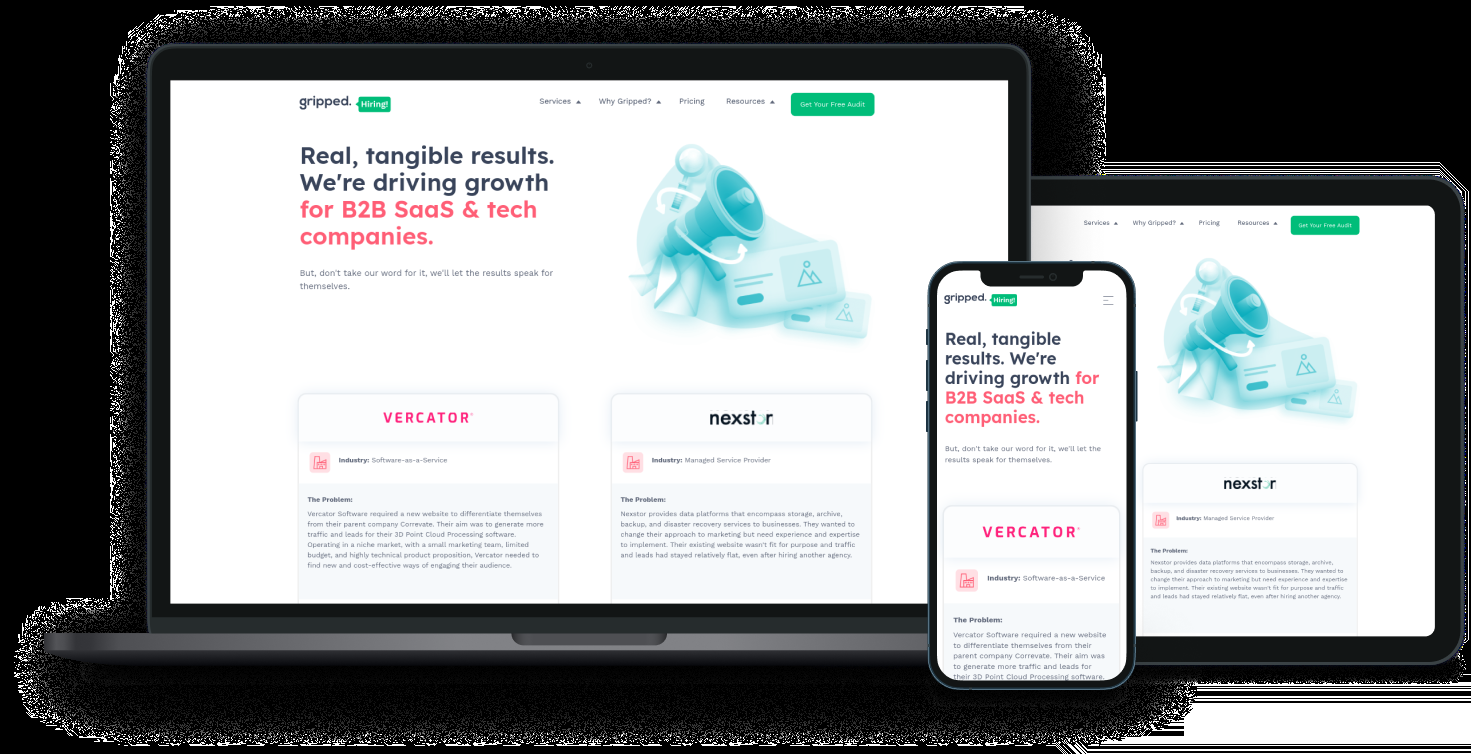 gripped. Hiring!
Services Why Gripped? Pricing Resources Get Your Free Audit
Real, tangible results.
We're driving growth
for B2B SaaS & tech
companies.
But, don't take our word for it, we'll let the results speak for
themselves.
VERCATOR
Industry: Software-as-a-Service
The Problem:
Vercator Software required a new website to differentiate themselves
from their parent company Correvate. Their aim was to generate more
traffic and leads for their 3D Point Cloud Processing software.
Operating in a niche market, with a small marketing team, limited
budget, and highly technical product proposition, Vercator needed to
find new and cost-effective ways of engaging their audience.
nexstor
Industry: Managed Service Provider
The Problem:
Nexstor provides data platforms that encompass storage, archive,
backup, and disaster recovery services to businesses. They wanted to
change their approach to marketing but need experience and expertise
to implement. Their existing website wasn't fit for purpose and traffic
and leads had stayed relatively flat, even after hiring another agency.
gripped. Hiring!
Real, tangible
results. We're
driving growth for
B2B SaaS & tech
companies.
But, don't take our word for it, we'll let the
results speak for themselves.
VERCATOR
Industry: Software-as-a-Service
The Problem:
Vercator Software required a new website
to differentiate themselves from their
parent company Correvate. Their aim was
to generate more traffic and leads for
their 3D Point Cloud Processing software.
Services Why Gripped? Pricing Resources Get Your Free Audit
nexstor
Industry: Managed Service Provider
The Problem:
Nexstor provides data platforms that encompass storage, archive,
backup, and disaster recovery services to businesses. They wanted to
change their approach to marketing but need experience and expertise
to implement. Their existing website wasn't fit for purpose and traffic
and leads had stayed relatively flat, even after hiring another agency.